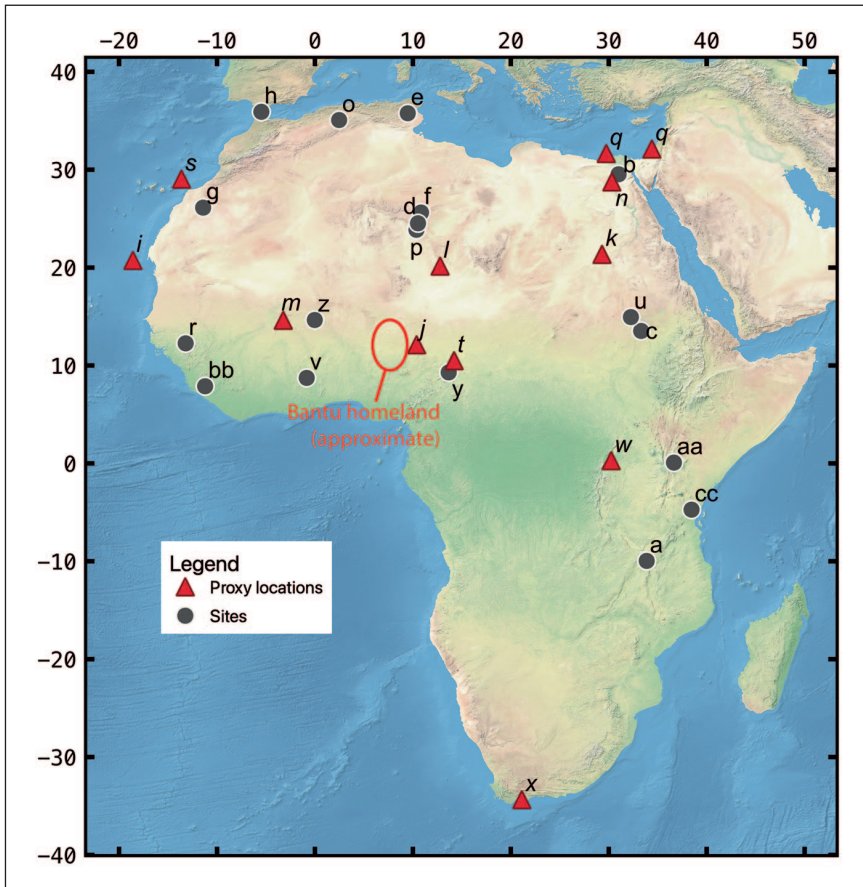 −20 −10 0 10 20 30 40 50
40
30
20
10
0
−10
−20
−30
−40
h
o
e
q
q
b
s
n
g
f
d
p
k
i
l
m
z
u
c
r
j
t
bb
v
y
Bantu homeland
(approximate)
w
aa
cc
a
x
Legend
Proxy locations
Sites